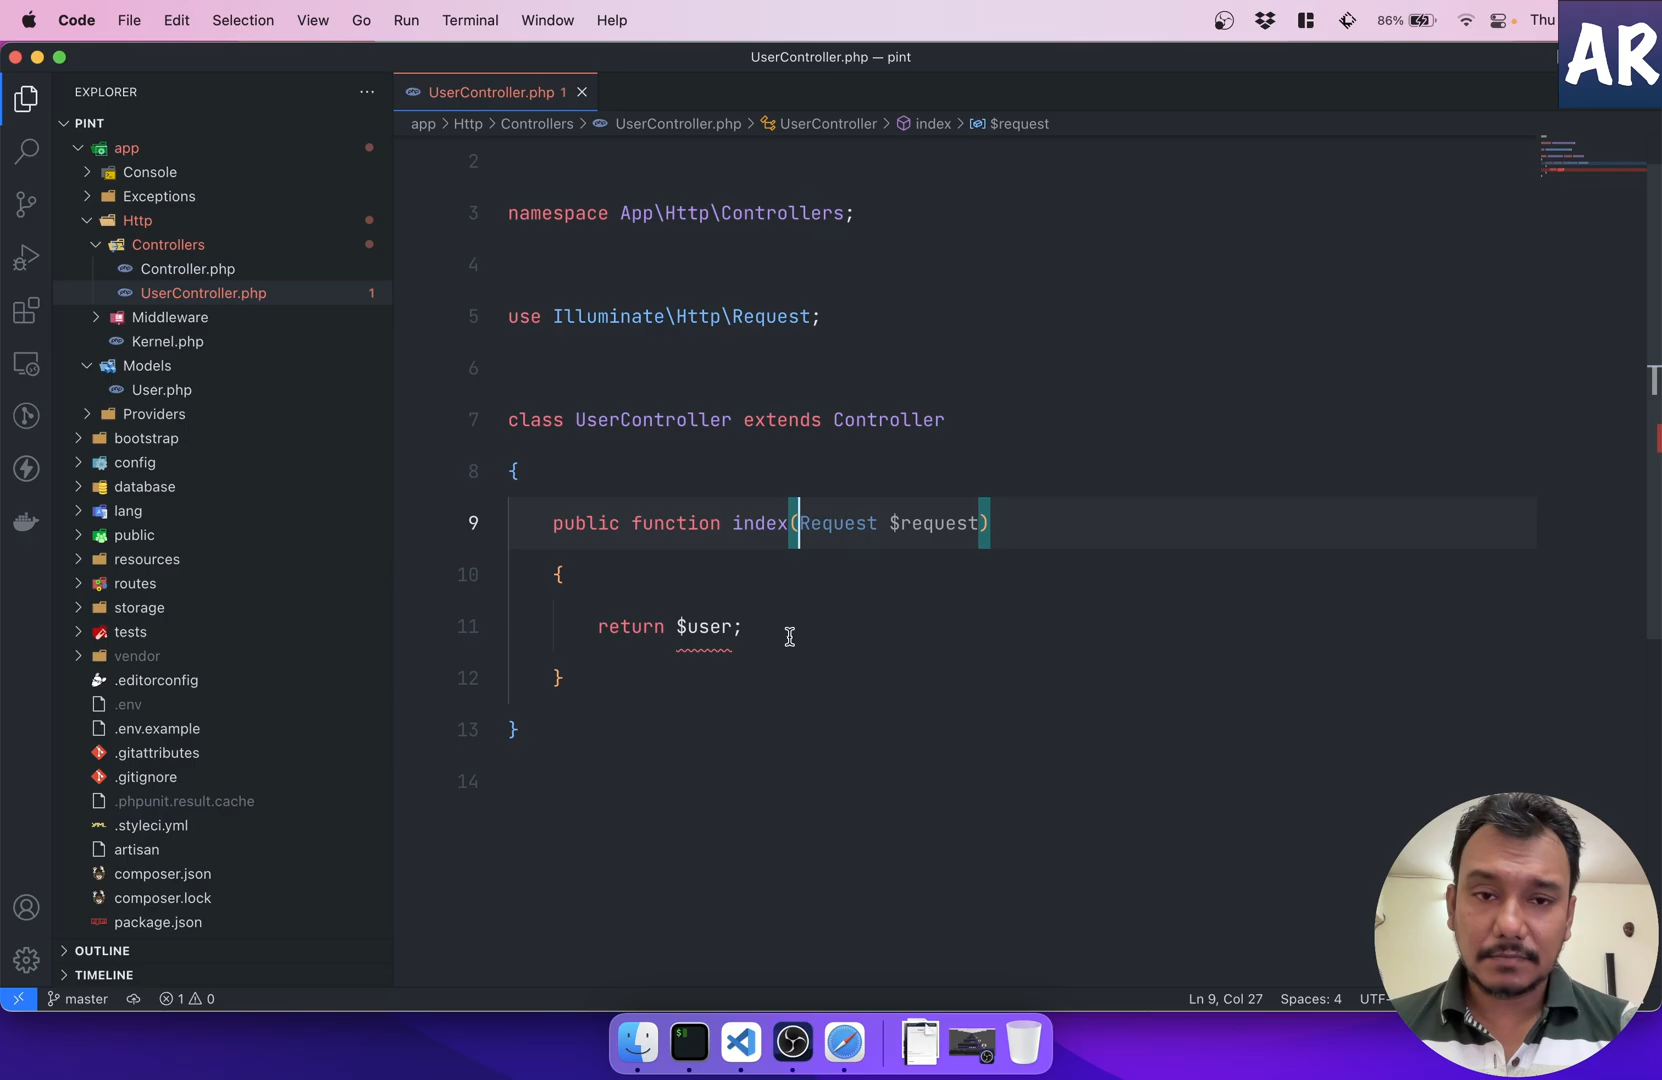 Code File Edit Selection View Go Run Terminal Window Help 86% Thu
AR
UserController.php — pint
EXPLORER
UserController.php 1
PINT
app > Http > Controllers > UserController.php > UserController > index > $request
app
Console
Exceptions
Http
Controllers
Controller.php
UserController.php 1
Middleware
Kernel.php
Models
User.php
Providers
bootstrap
config
database
lang
public
resources
routes
storage
tests
vendor
.editorconfig
.env
.env.example
.gitattributes
.gitignore
.phpunit.result.cache
.styleci.yml
artisan
composer.json
composer.lock
package.json
OUTLINE
TIMELINE
2
3 namespace App\Http\Controllers;
4
5 use Illuminate\Http\Request;
6
7 class UserController extends Controller
8 {
9 public function index(Request $request)
10 {
11 return $user;
12 }
13 }
14
master 1 0 Ln 9, Col 27 Spaces: 4 UTF-